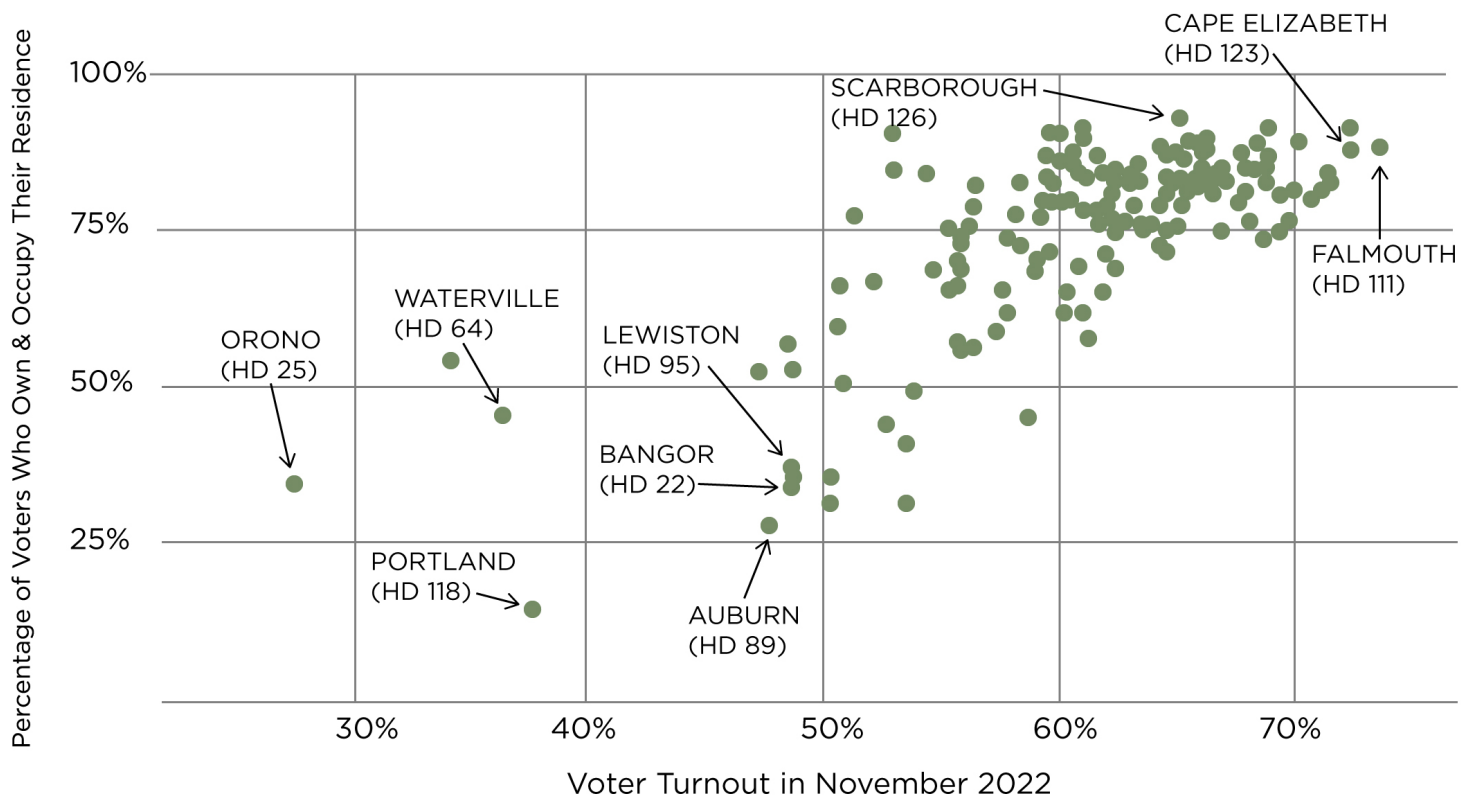 CAPE ELIZABETH
(HD 123)
100%
SCARBOROUGH
(HD 126)
75%
FALMOUTH
(HD 111)
WATERVILLE
(HD 64)
ORONO
(HD 25)
LEWISTON
(HD 95)
50%
BANGOR
(HD 22)
25%
PORTLAND
(HD 118)
AUBURN
(HD 89)
30%
40%
50%
60%
70%
Voter Turnout in November 2022
Percentage of Voters Who Own & Occupy Their Residence